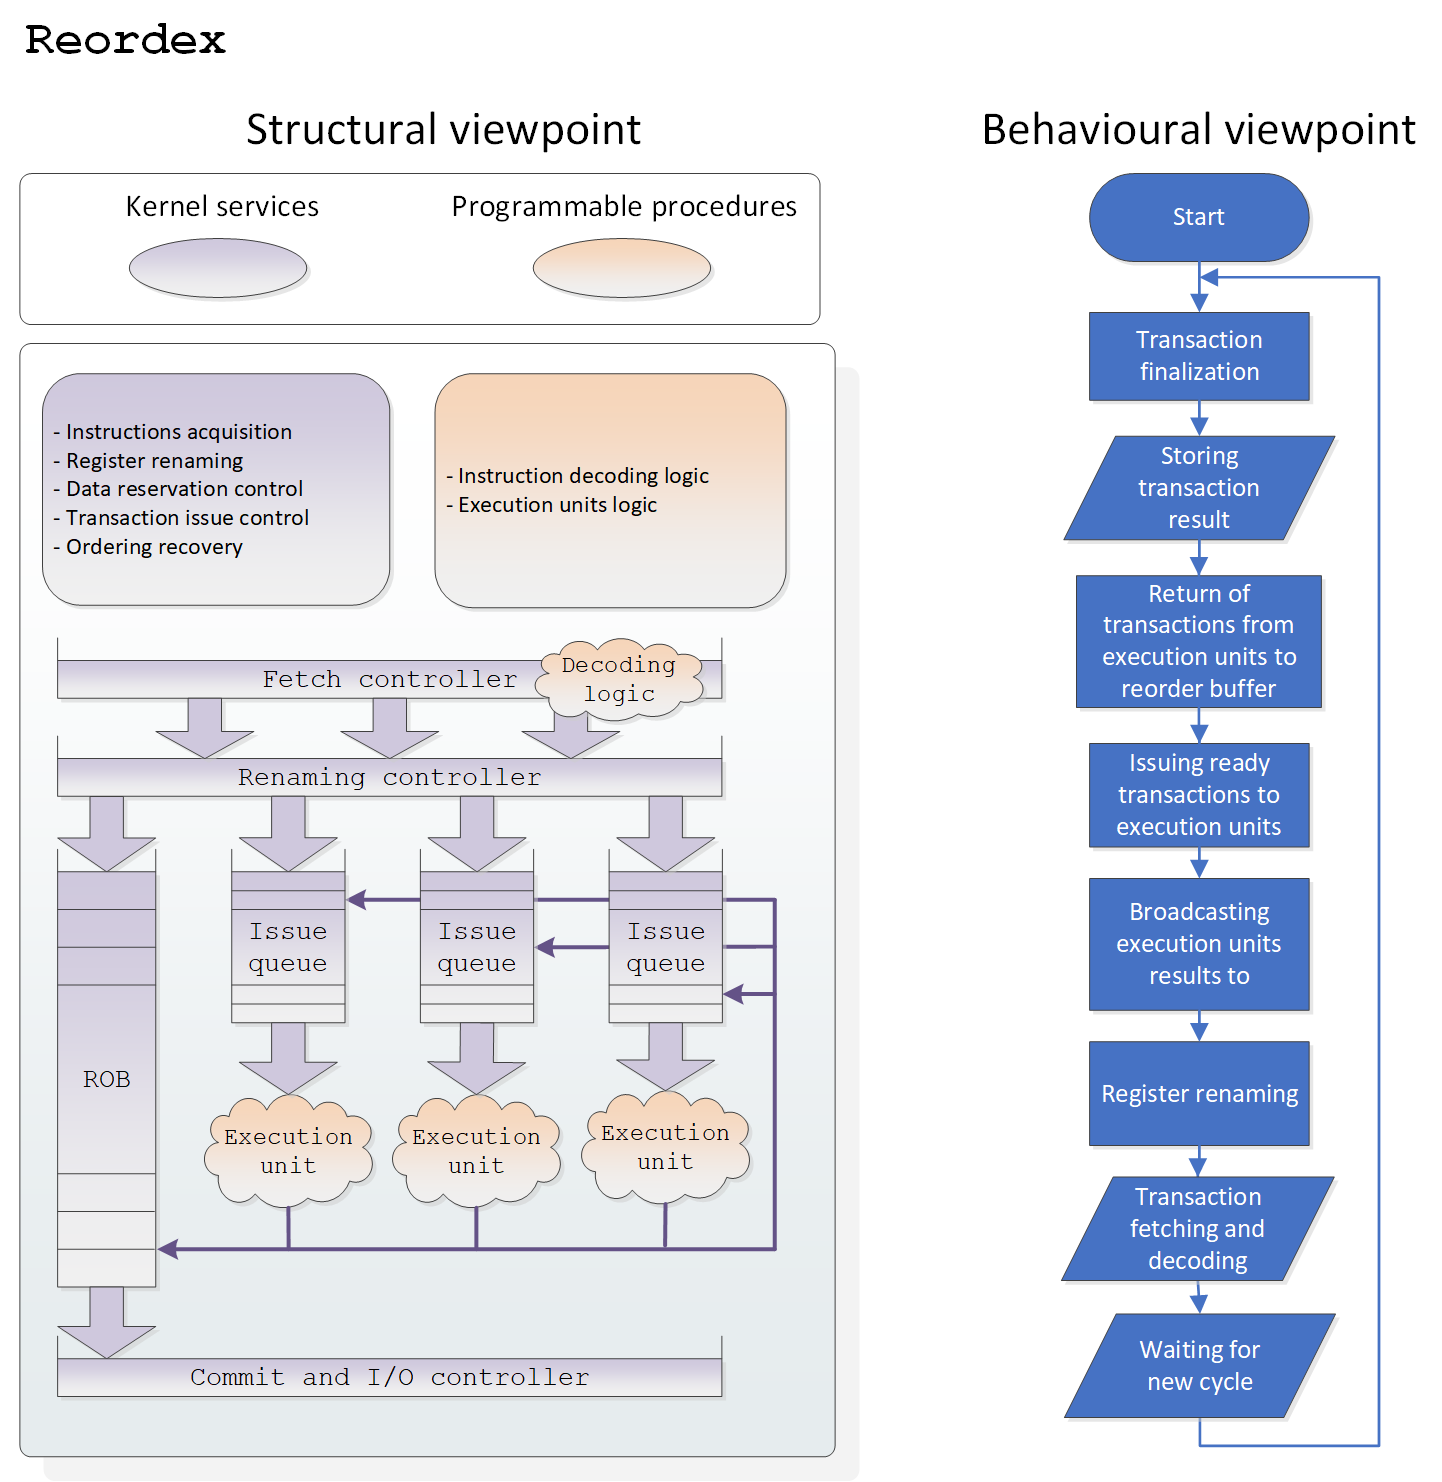 Reordex
Structural viewpoint
Kernel services
Programmable procedures
- Instructions acquisition
- Register renaming
- Data reservation control
- Transaction issue control
- Ordering recovery
- Instruction decoding logic
- Execution units logic
Fetch controller
Decoding
logic
Renaming controller
ROB
Issue
queue
Issue
queue
Issue
queue
Execution
unit
Execution
unit
Execution
unit
Commit and I/O controller
Behavioural viewpoint
Start
Transaction
finalization
Storing
transaction
result
Return of
transactions from
execution units to
reorder buffer
Issuing ready
transactions to
execution units
Broadcasting
execution units
results to
Register renaming
Transaction
fetching and
decoding
Waiting for
new cycle